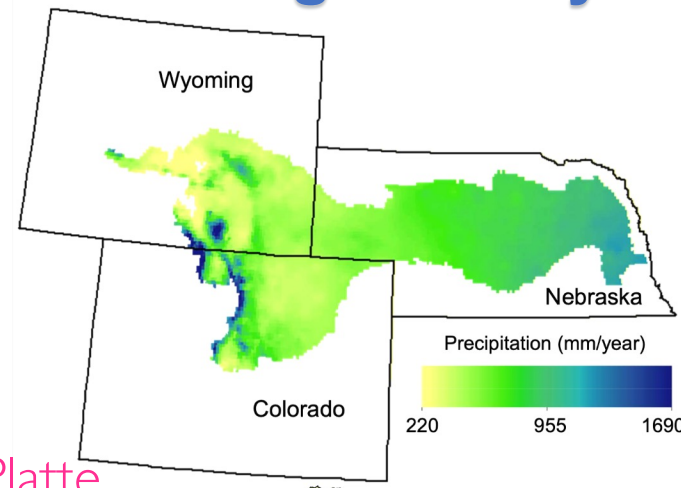 Wyoming
Nebraska
Precipitation (mm/year)
220 955 1690
Colorado
Platte